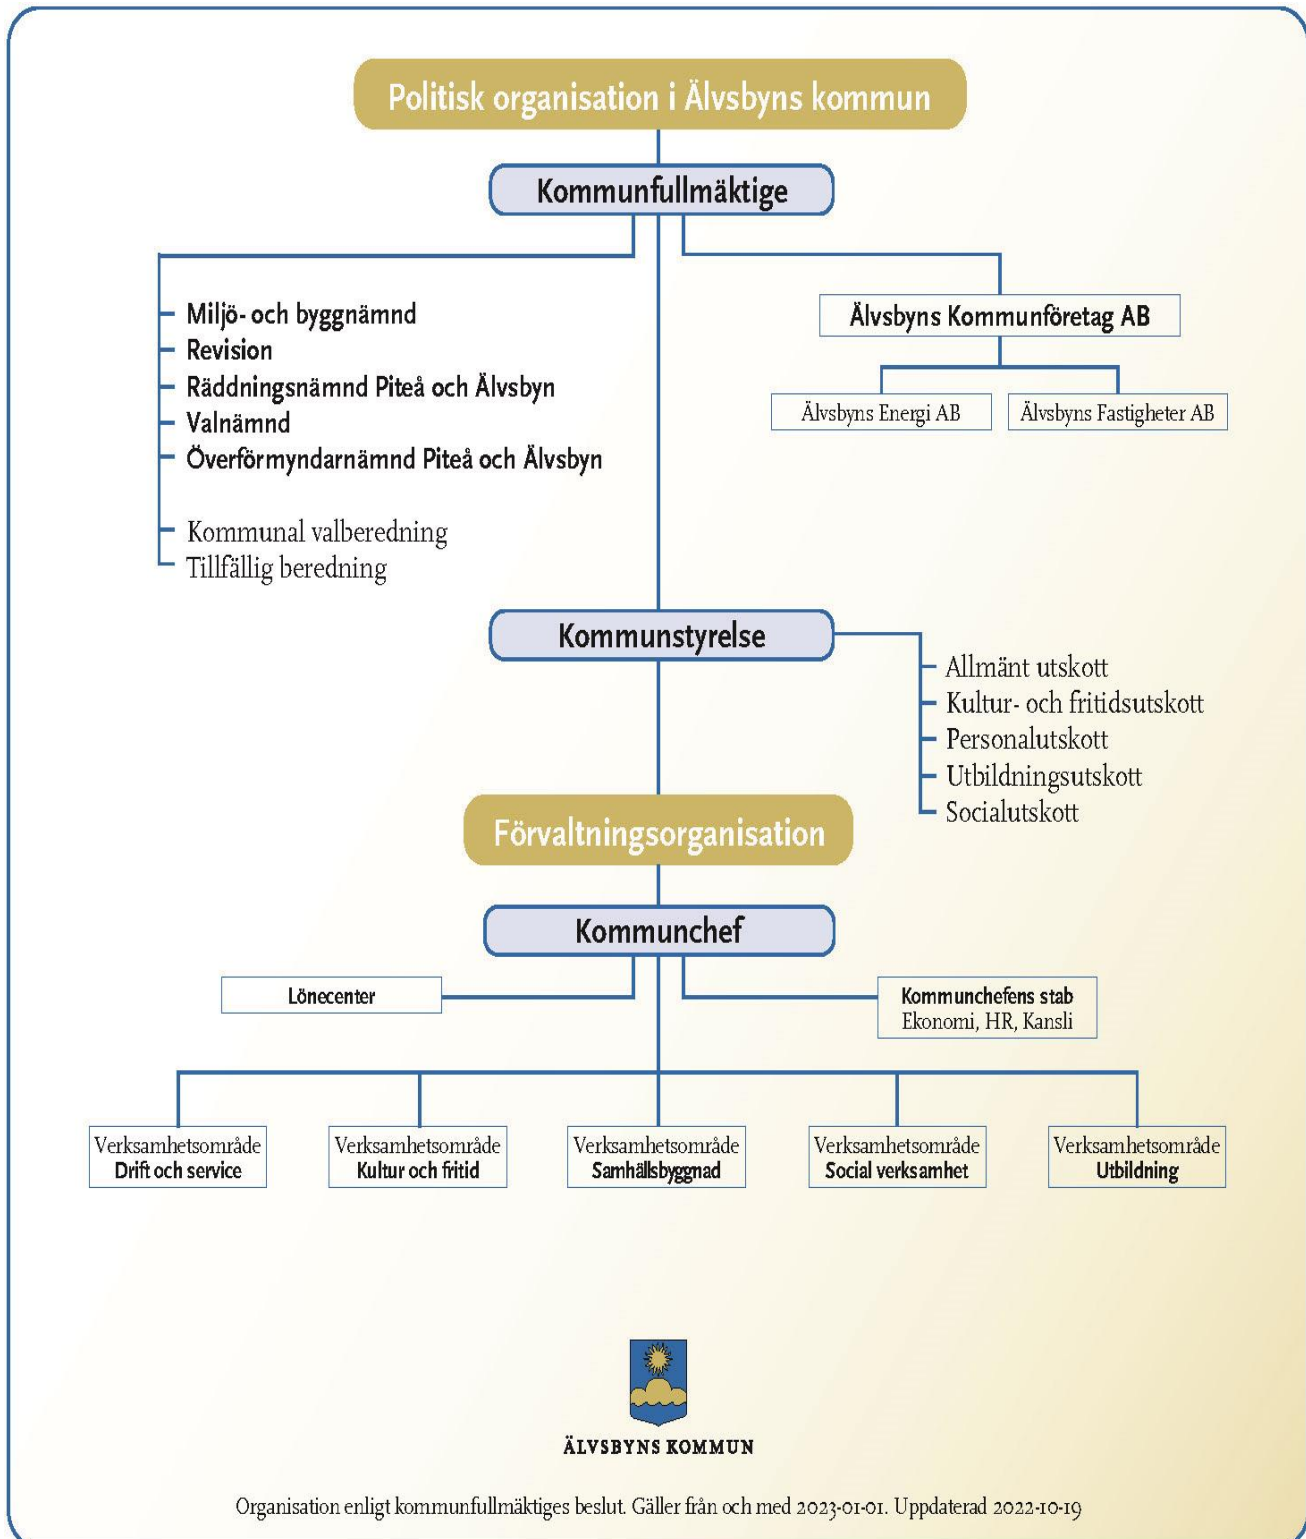 Politisk organisation i Älvsbyns kommun
Kommunfullmäktige
Miljö- och byggnämnd
Revision
Räddningsnämnd Piteå och Älvsbyn
Valnämnd
Överförmyndarnämnd Piteå och Älvsbyn
Kommunal valberedning
Tillfällig beredning
Älvsbyns Kommunföretag AB
Älvsbyns Energi AB
Älvsbyns Fastigheter AB
Kommunstyrelse
Allmänt utskott
Kultur- och fritidsutskott
Personalutskott
Utbildningsutskott
Socialutskott
Förvaltningsorganisation
Kommunchef
Lönecenter
Kommunchefens stab
Ekonomi, HR, Kansli
Verksamhetsområde
Drift och service
Verksamhetsområde
Kultur och fritid
Verksamhetsområde
Samhällsbyggnad
Verksamhetsområde
Social verksamhet
Verksamhetsområde
Utbildning
ÄLVSBYNS KOMMUN
Organisation enligt kommunfullmäktiges beslut. Gäller från och med 2023-01-01. Uppdaterad 2022-10-19